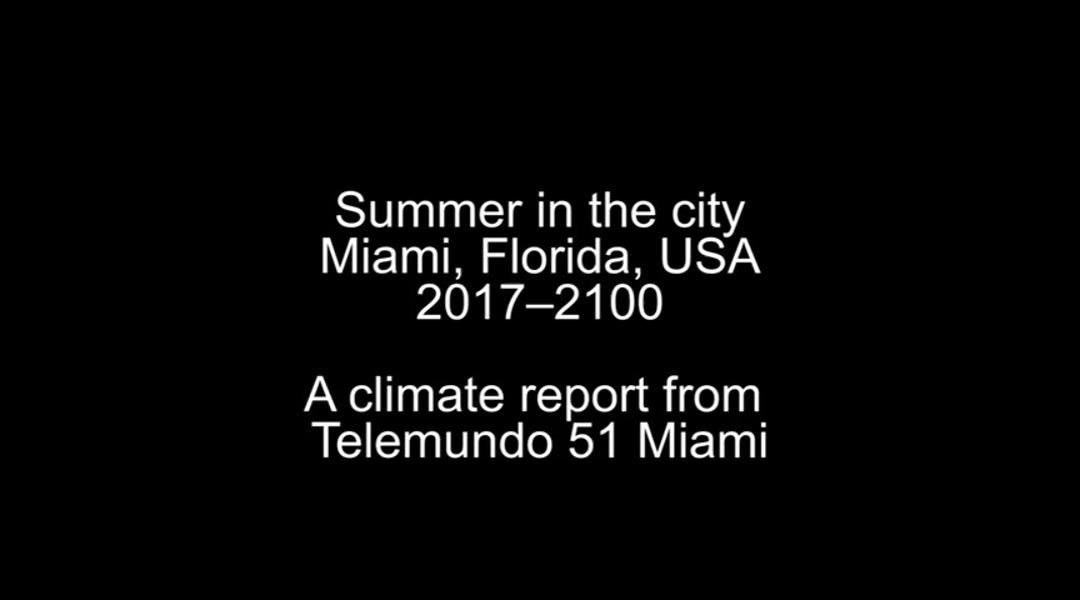 Summer in the city
Miami, Florida, USA
2017–2100
A climate report from
Telemundo 51 Miami